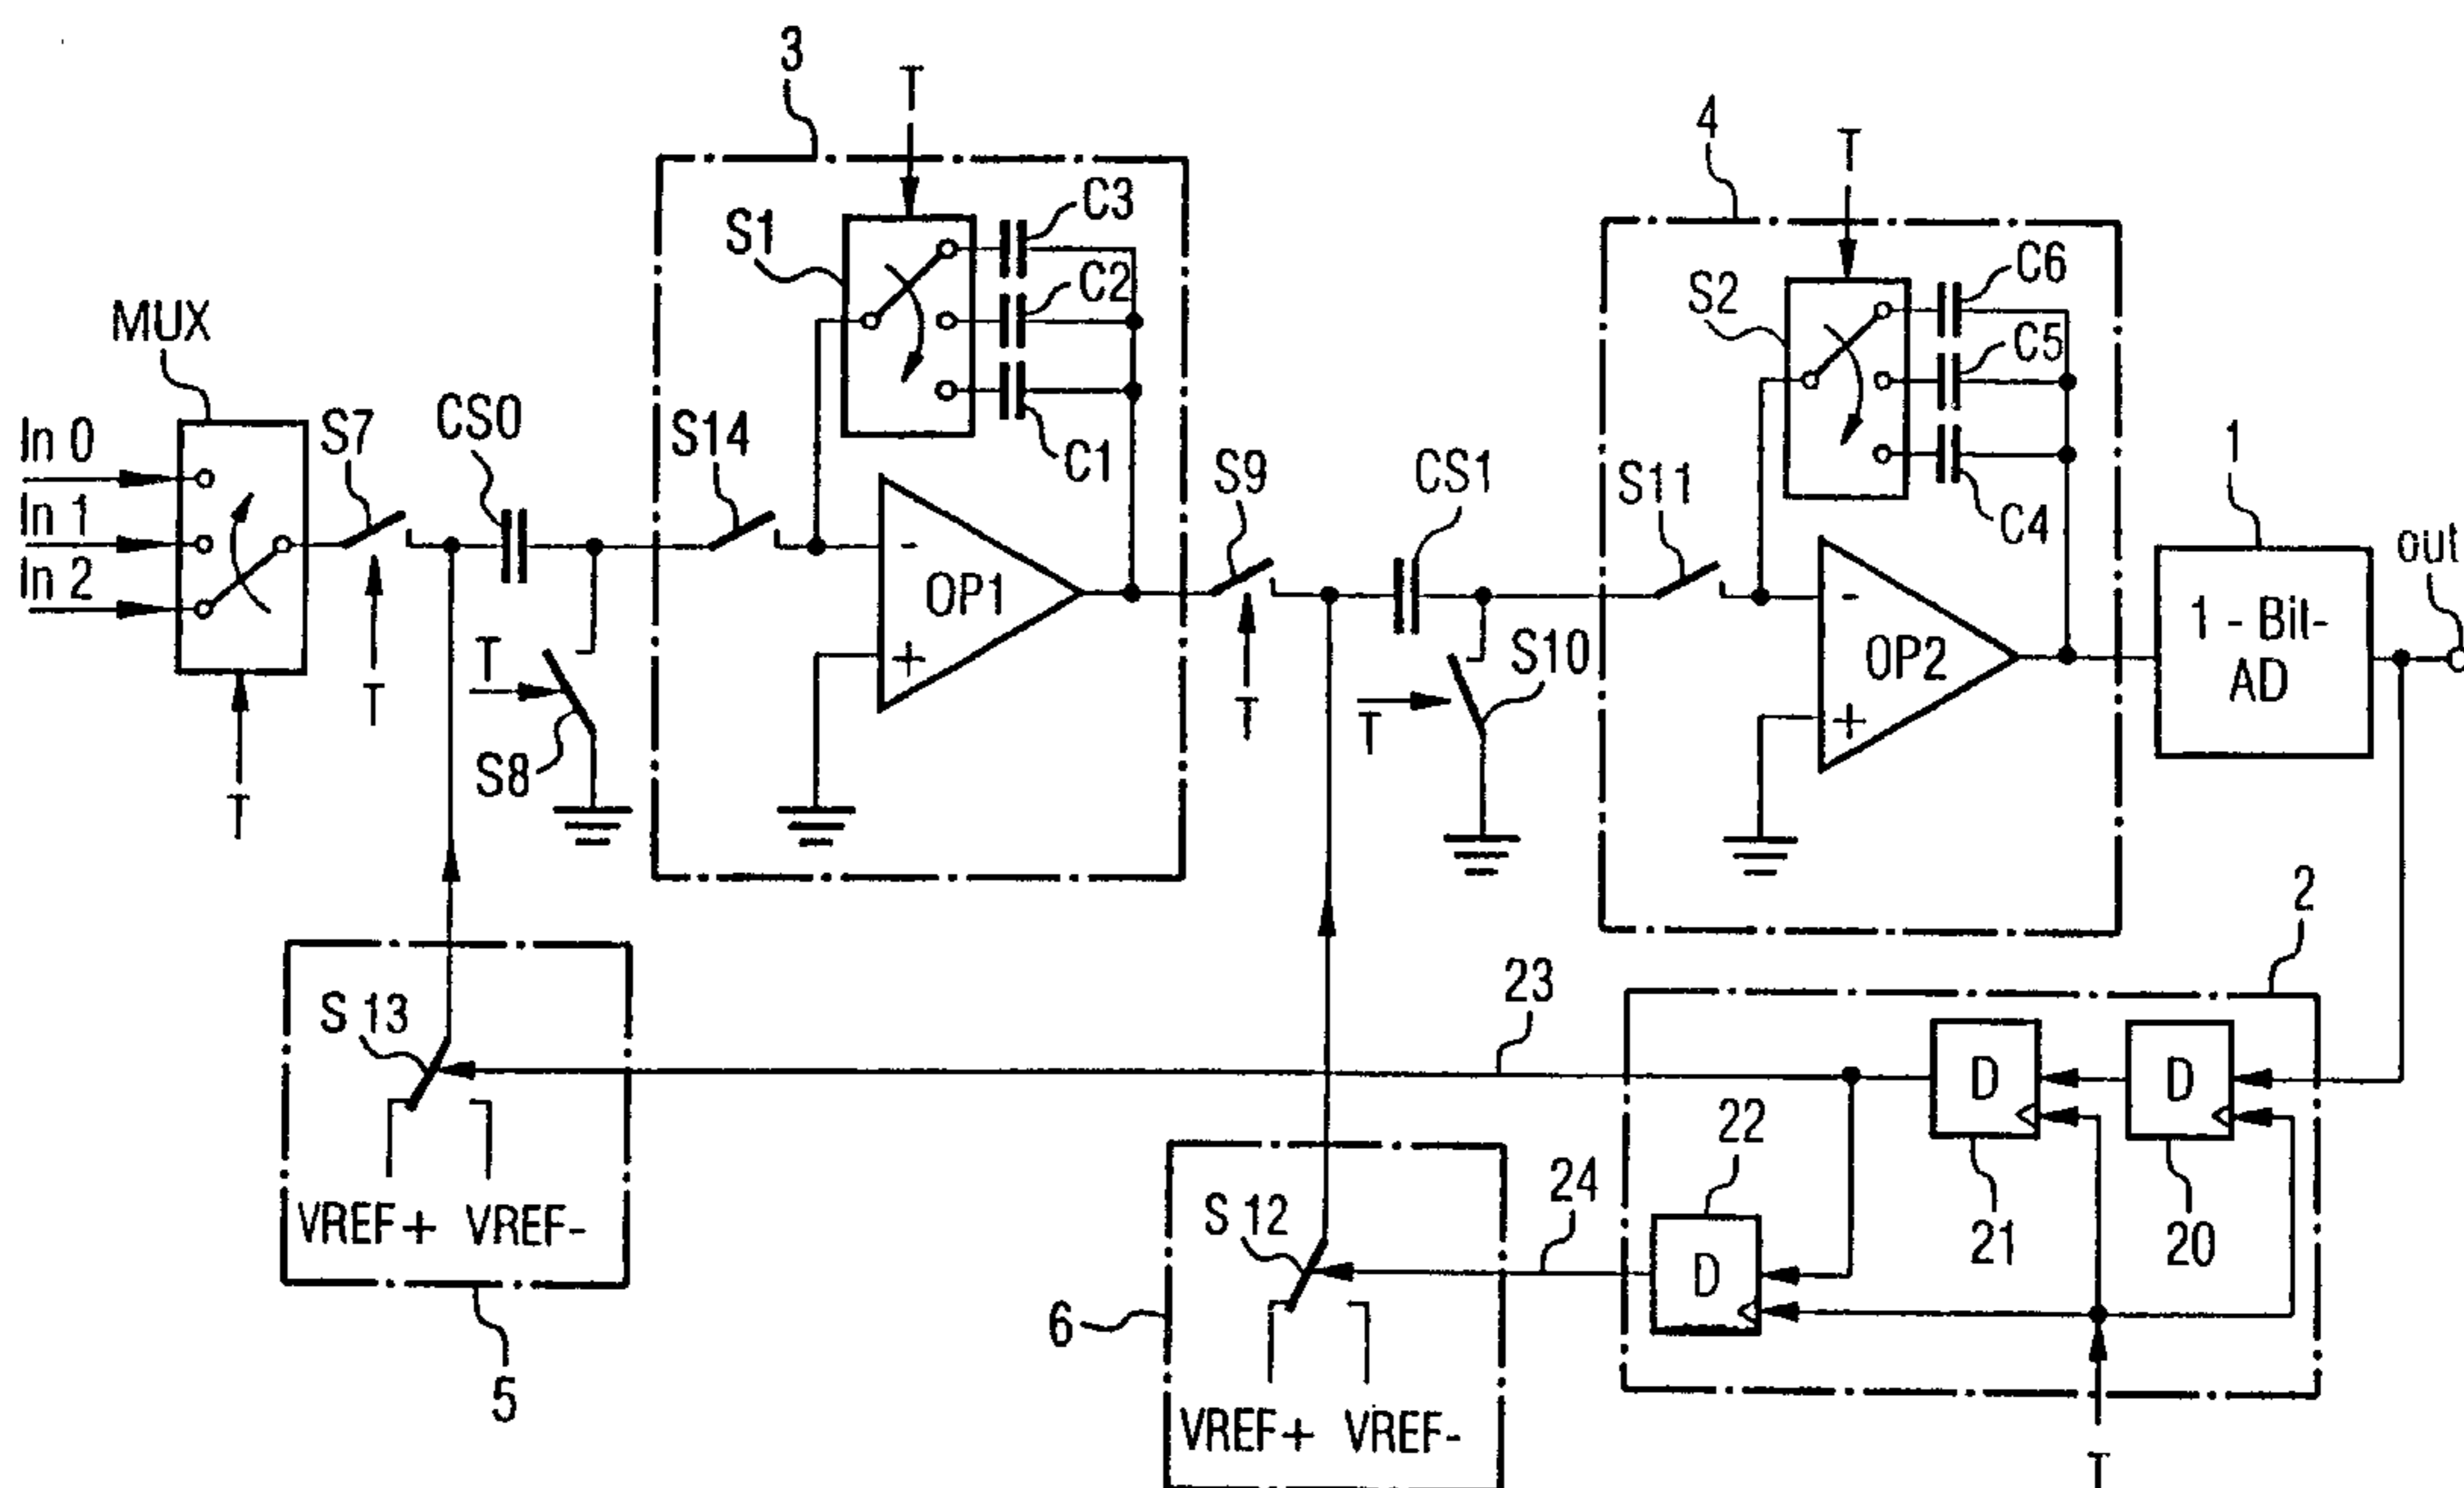 3
T
4
T
C3
S1
C2
C6
S2
C5
MUX
C1
C4
S7
CS0
S14
S9
CS1
S11
1
out
In 0
In 1
In 2
-
OP1
+
-
OP2
+
1 - Bit-
AD
T
T
S8
T
T
T
S10
2
S 13
23
D
D
22
VREF+ VREF-
S 12
24
D
21
20
6
5
VREF+ VREF-
T